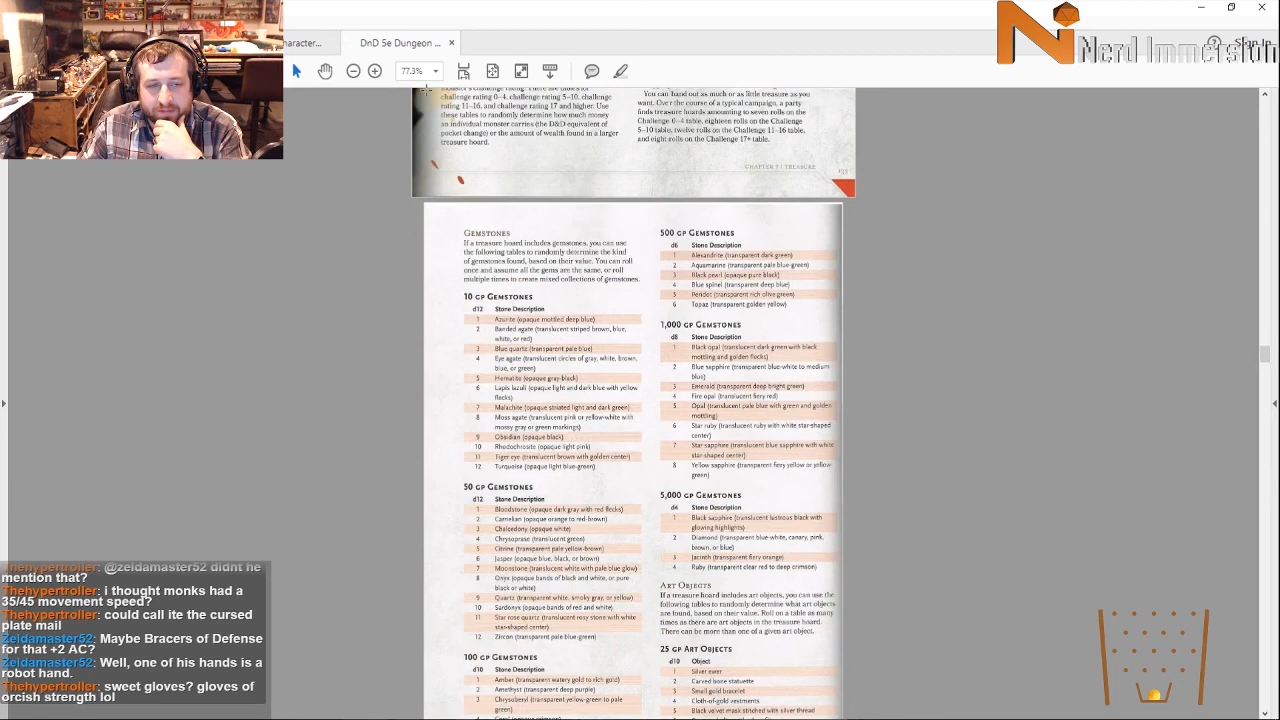 haracter...
DnD 5e Dungeon ...
Nerd Immersion
77.3%
monster's challenge rating. There are tables for
challenge rating 0–4, challenge rating 5–10, challenge
rating 11–16, and challenge rating 17 and higher. Use
these tables to randomly determine how much money
an individual monster carries (the D&D equivalent of
pocket change) or the amount of wealth found in a larger
treasure hoard.
You can hand out as much or as little treasure as you
want. Over the course of a typical campaign, a party
finds treasure hoards amounting to seven rolls on the
Challenge 0–4 table, eighteen rolls on the Challenge
5–10 table, twelve rolls on the Challenge 11–16 table,
and eight rolls on the Challenge 17+ table.
CHAPTER 7 | TREASURE
GEMSTONES
If a treasure hoard includes gemstones, you can use
the following tables to randomly determine the kind
of gemstones found, based on their value. You can roll
once and assume all the gems are the same, or roll
multiple times to create mixed collections of gemstones.
10 GP GEMSTONES
d12 Stone Description
1 Azurite (opaque mottled deep blue)
2 Banded agate (translucent striped brown, blue,
white, or red)
3 Blue quartz (transparent pale blue)
4 Eye agate (translucent circles of gray, white, brown,
blue, or green)
5 Hematite (opaque gray-black)
6 Lapis lazuli (opaque light and dark blue with yellow
flecks)
7 Malachite (opaque striated light and dark green)
8 Moss agate (translucent pink or yellow-white with
mossy gray or green markings)
9 Obsidian (opaque black)
10 Rhodochrosite (opaque light pink)
11 Tiger eye (translucent brown with golden center)
12 Turquoise (opaque light blue-green)
50 GP GEMSTONES
d12 Stone Description
1 Bloodstone (opaque dark gray with red flecks)
2 Carnelian (opaque orange to red-brown)
3 Chalcedony (opaque white)
4 Chrysoprase (translucent green)
5 Citrine (transparent pale yellow-brown)
6 Jasper (opaque blue, black, or brown)
7 Moonstone (translucent white with pale blue glow)
8 Onyx (opaque bands of black and white, or pure
black or white)
9 Quartz (transparent white, smoky gray, or yellow)
10 Sardonyx (opaque bands of red and white)
11 Star rose quartz (translucent rosy stone with white
star-shaped center)
12 Zircon (transparent pale blue-green)
100 GP GEMSTONES
d10 Stone Description
1 Amber (transparent watery gold to rich gold)
2 Amethyst (transparent deep purple)
3 Chrysoberyl (transparent yellow-green to pale
green)
500 GP GEMSTONES
d6 Stone Description
1 Alexandrite (transparent dark green)
2 Aquamarine (transparent pale blue-green)
3 Black pearl (opaque pure black)
4 Blue spinel (transparent deep blue)
5 Peridot (transparent rich olive green)
6 Topaz (transparent golden yellow)
1,000 GP GEMSTONES
d8 Stone Description
1 Black opal (translucent dark green with black
mottling and golden flecks)
2 Blue sapphire (transparent blue-white to medium
blue)
3 Emerald (transparent deep bright green)
4 Fire opal (translucent fiery red)
5 Opal (translucent pale blue with green and golden
mottling)
6 Star ruby (translucent ruby with white star-shaped
center)
7 Star sapphire (translucent blue sapphire with white
star-shaped center)
8 Yellow sapphire (transparent fiery yellow or yellow-
green)
5,000 GP GEMSTONES
d4 Stone Description
1 Black sapphire (translucent lustrous black with
glowing highlights)
2 Diamond (transparent blue-white, canary, pink,
brown, or blue)
3 Jacinth (transparent fiery orange)
4 Ruby (transparent clear red to deep crimson)
ART OBJECTS
If a treasure hoard includes art objects, you can use the
following tables to randomly determine what art objects
are found, based on their value. Roll on a table as many
times as there are art objects in the treasure hoard.
There can be more than one of a given art object.
25 GP ART OBJECTS
d10 Object
1 Silver ewer
2 Carved bone statuette
3 Small gold bracelet
4 Cloth-of-gold vestments
5 Black velvet mask stitched with silver thread
Thehypertroller: @zeldamaster52 didnt he
mention that?
Thehypertroller: i thought monks had a
35/45 movement speed?
Thehypertroller: could call ite the cursed
plate mail
Zeldamaster52: Maybe Bracers of Defense
for that +2 AC?
Zeldamaster52: Well, one of his hands is a
robot hand.
Thehypertroller: sweet gloves? gloves of
orcish strength lol